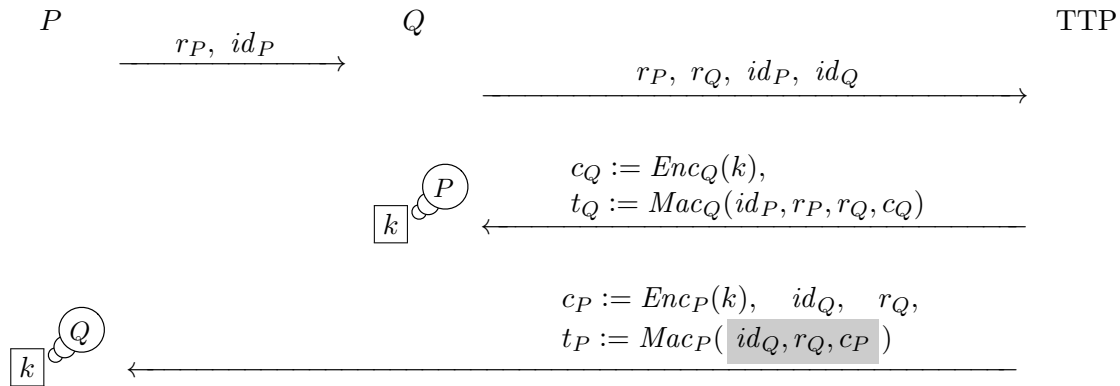 P Q TTP
r_P, id_P
r_P, r_Q, id_P, id_Q
c_Q := Enc_Q(k),
P
t_Q := Mac_Q(id_P, r_P, r_Q, c_Q)
k
c_P := Enc_P(k), id_Q, r_Q,
Q
t_P := Mac_P( id_Q, r_Q, c_P )
k